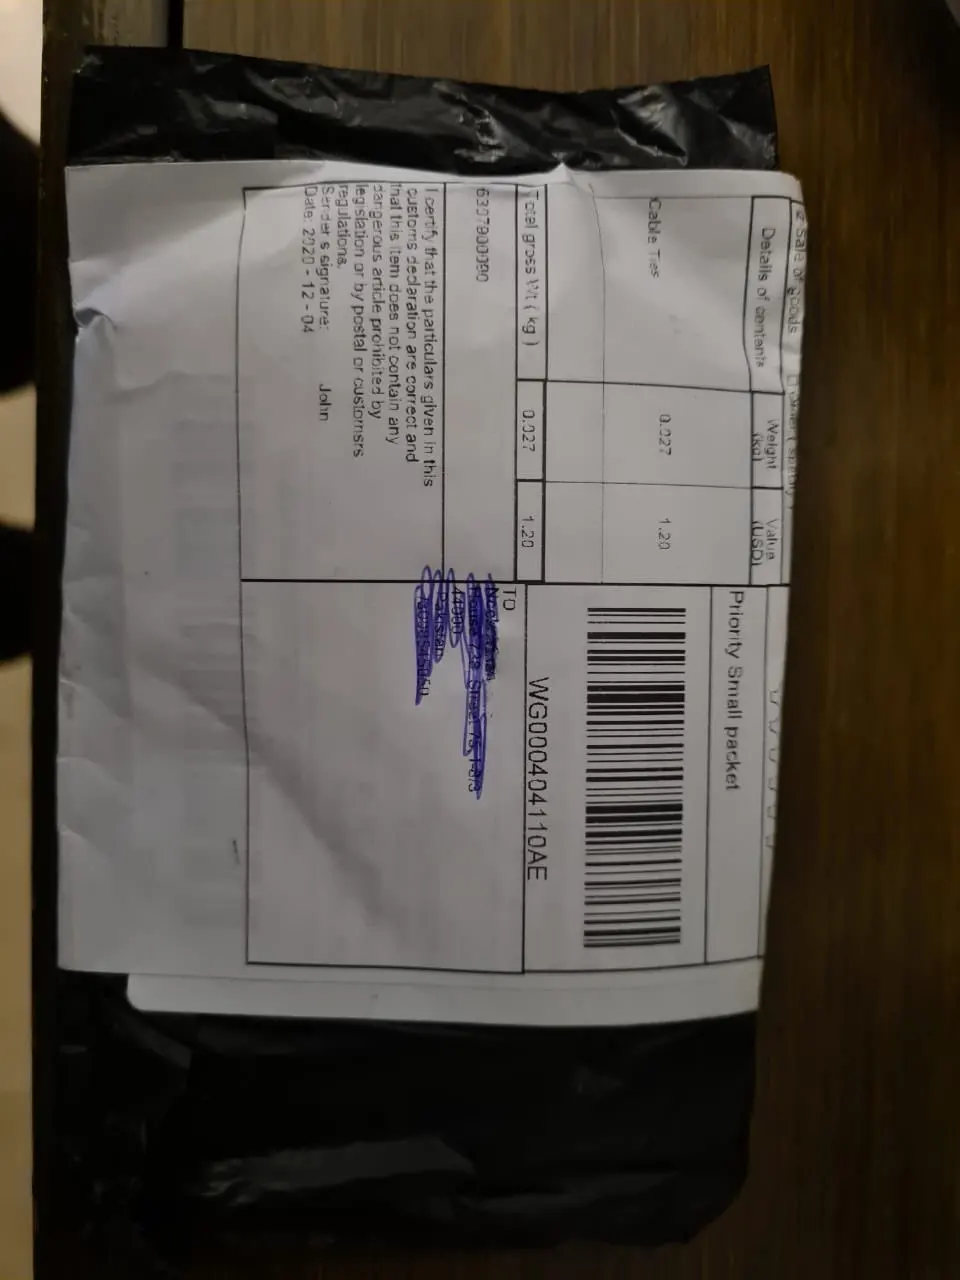 Sale of goods
Details of contents Weight (kg) Value (USD)
Cable Ties 0.027 1.20
Total gross Wt ( kg ) 0.027 1.20
6307900090
I certify that the particulars given in this
customs declaration are correct and
that this item does not contain any
dangerous article prohibited by
legislation or by postal or customers
regulations.
Sender's signature: John
Date: 2020-12-04
Priority Small packet
WG000404110AE
TO